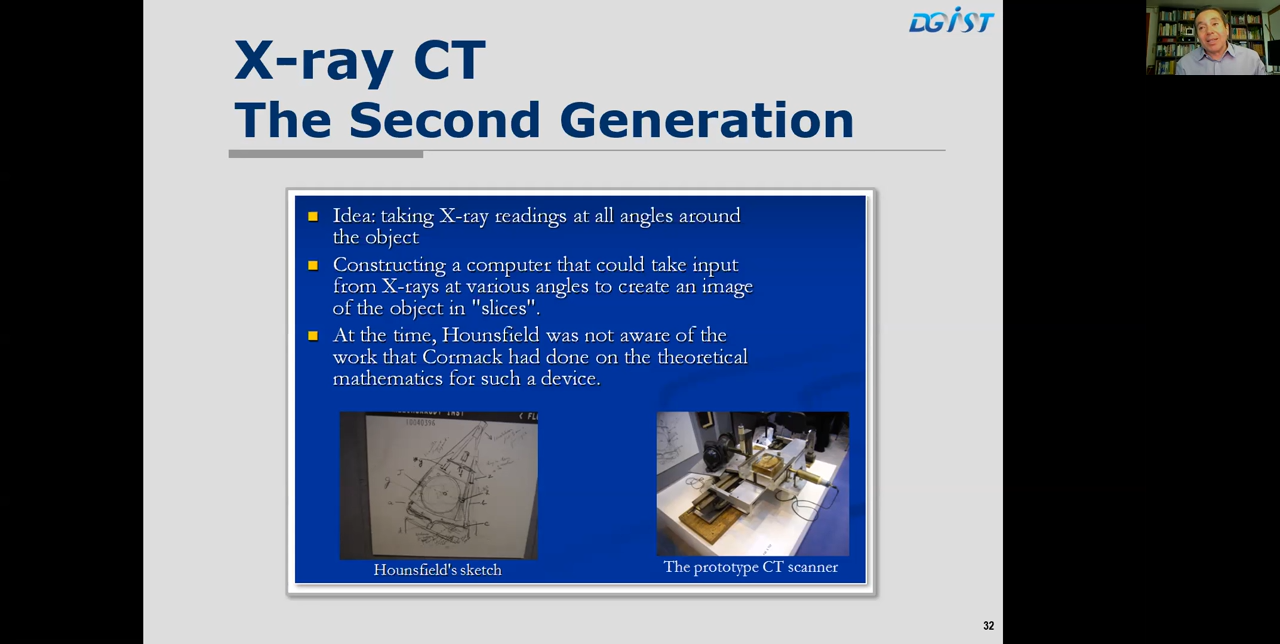 DGIST
X-ray CT
The Second Generation
Idea: taking X-ray readings at all angles around
the object
Constructing a computer that could take input
from X-rays at various angles to create an image
of the object in "slices".
At the time, Hounsfield was not aware of the
work that Cormack had done on the theoretical
mathematics for such a device.
Hounsfield's sketch
The prototype CT scanner
32